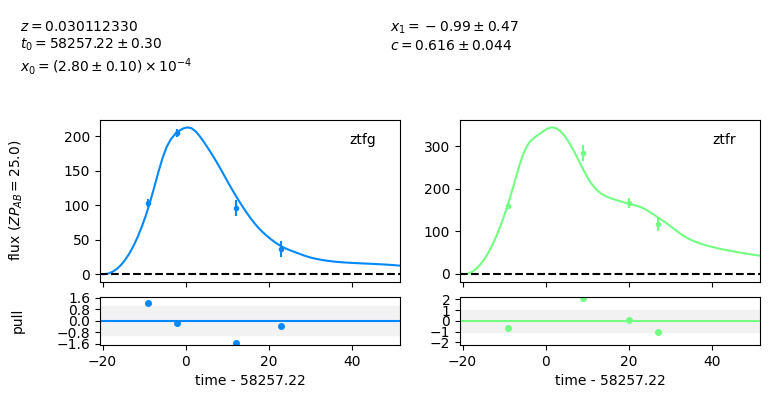 z = 0.030112330
t₀ = 58257.22 ± 0.30
x₀ = (2.80 ± 0.10) × 10⁻⁴
x₁ = −0.99 ± 0.47
c = 0.616 ± 0.044
flux (ZP_AB = 25.0)
200
150
100
50
0
ztfg
300
200
100
0
ztfr
pull
1.6
0.8
0.0
−0.8
−1.6
−20
0
20
40
time - 58257.22
2
1
0
−1
−2
−20
0
20
40
time - 58257.22